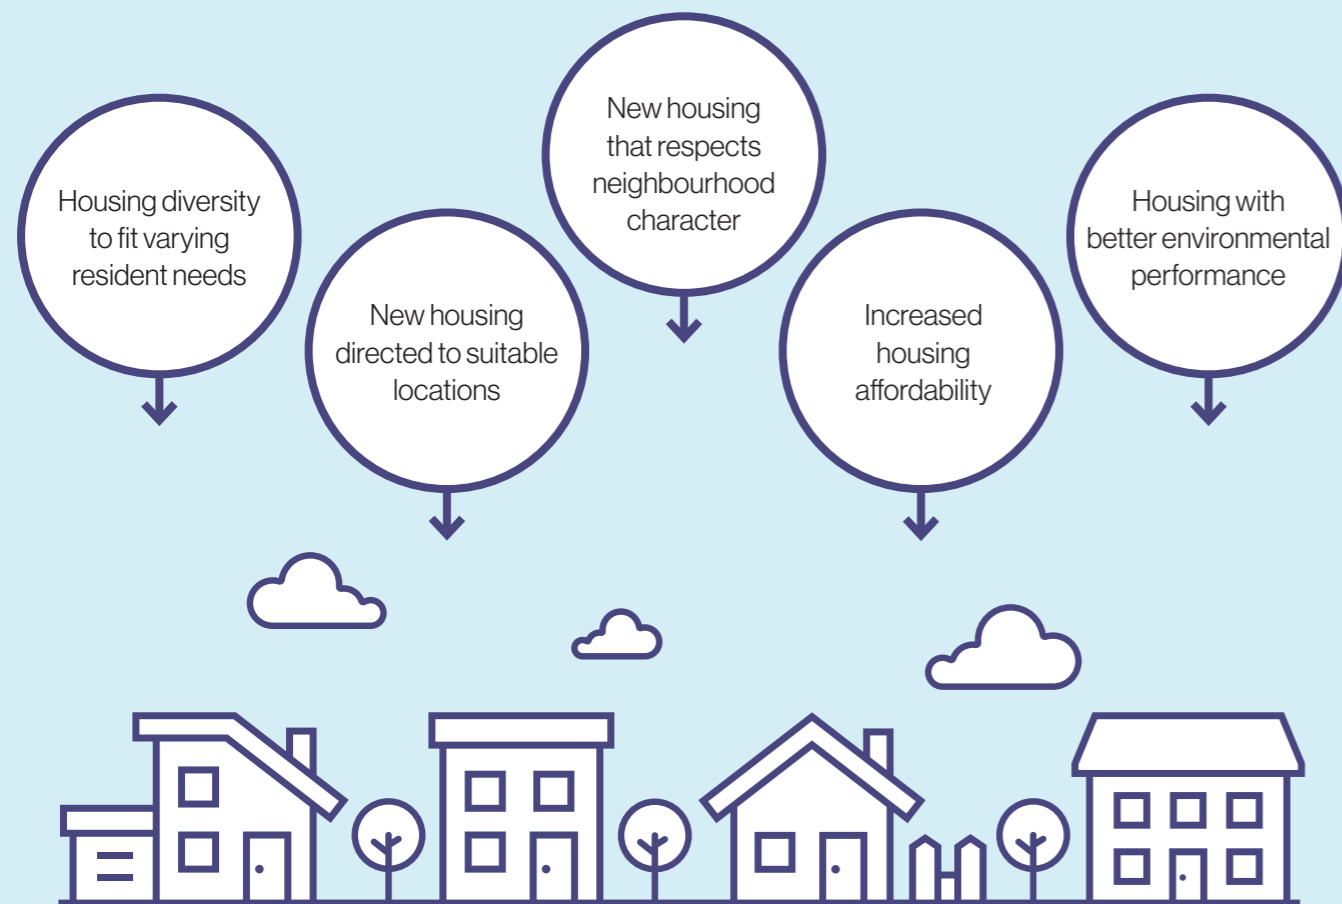 Housing diversity
to fit varying
resident needs
New housing
directed to suitable
locations
New housing
that respects
neighbourhood
character
Increased
housing
affordability
Housing with
better environmental
performance